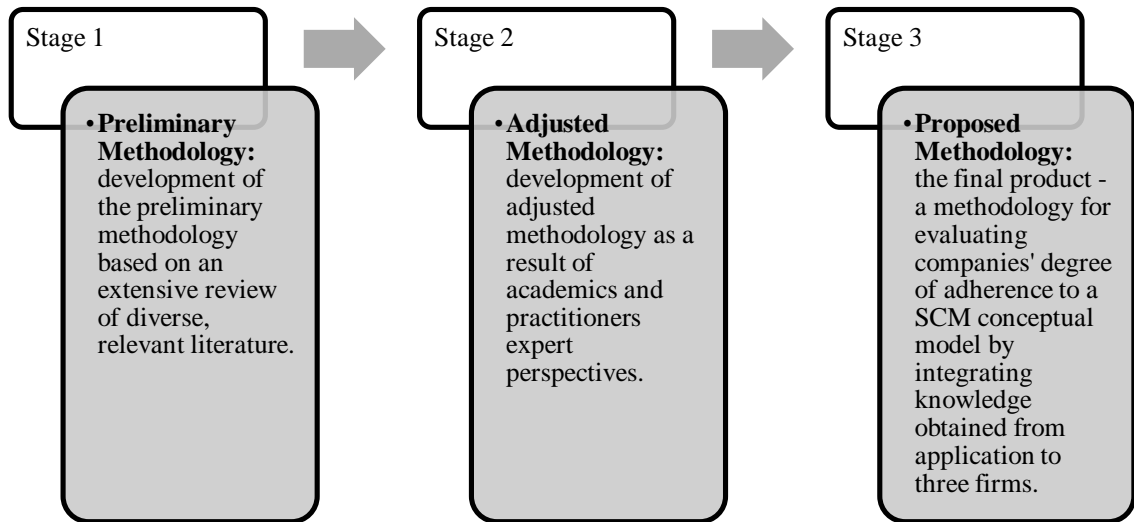 Stage 1
•Preliminary
Methodology:
development of
the preliminary
methodology
based on an
extensive review
of diverse,
relevant literature.
Stage 2
•Adjusted
Methodology:
development of
adjusted
methodology as a
result of
academics and
practitioners
expert
perspectives.
Stage 3
•Proposed
Methodology:
the final product -
a methodology for
evaluating
companies' degree
of adherence to a
SCM conceptual
model by
integrating
knowledge
obtained from
application to
three firms.